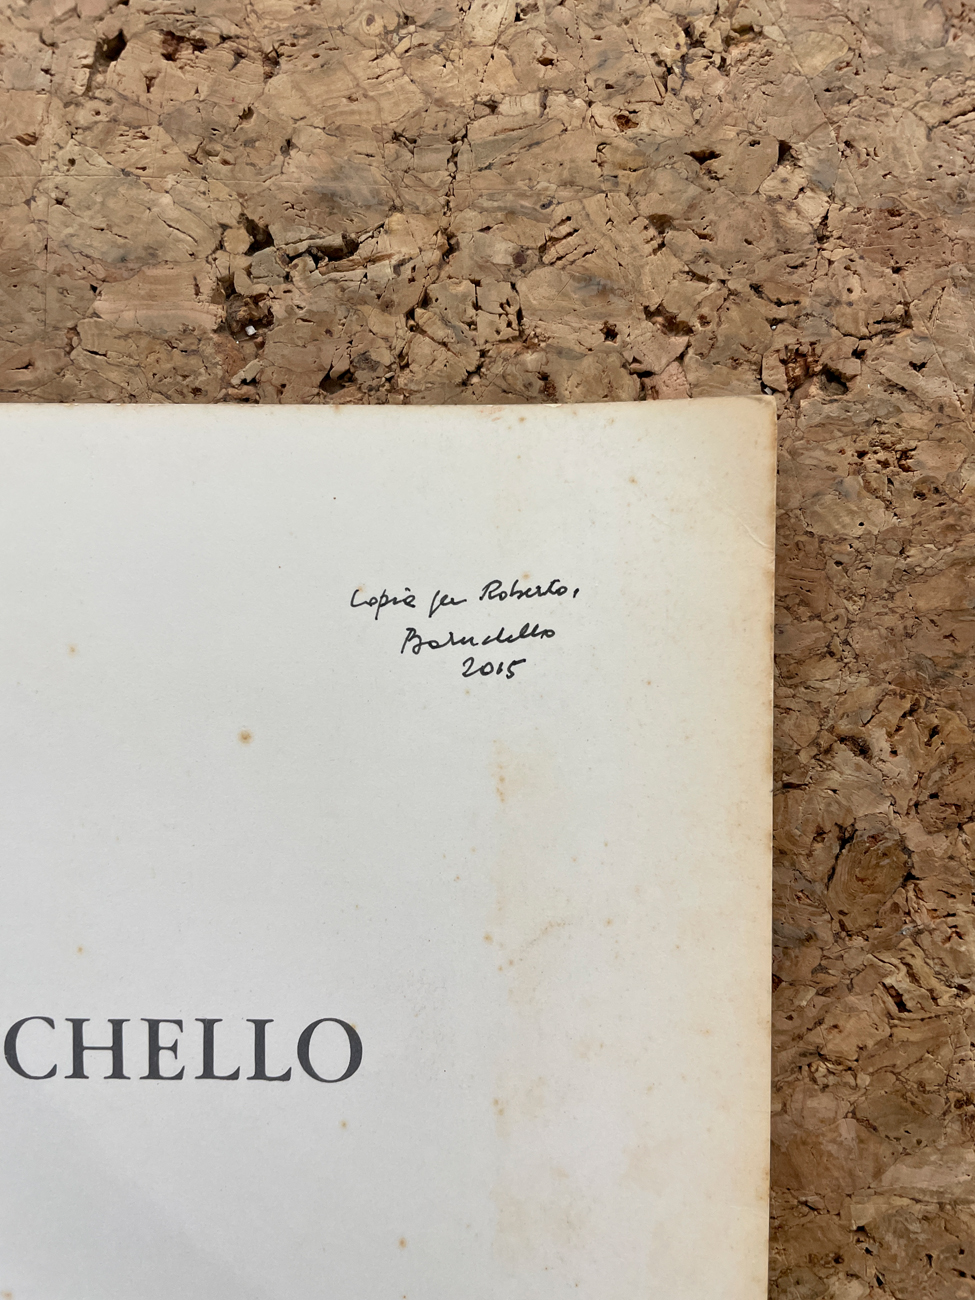 Copia per Roberto,
Baruchello
2015
CHELLO